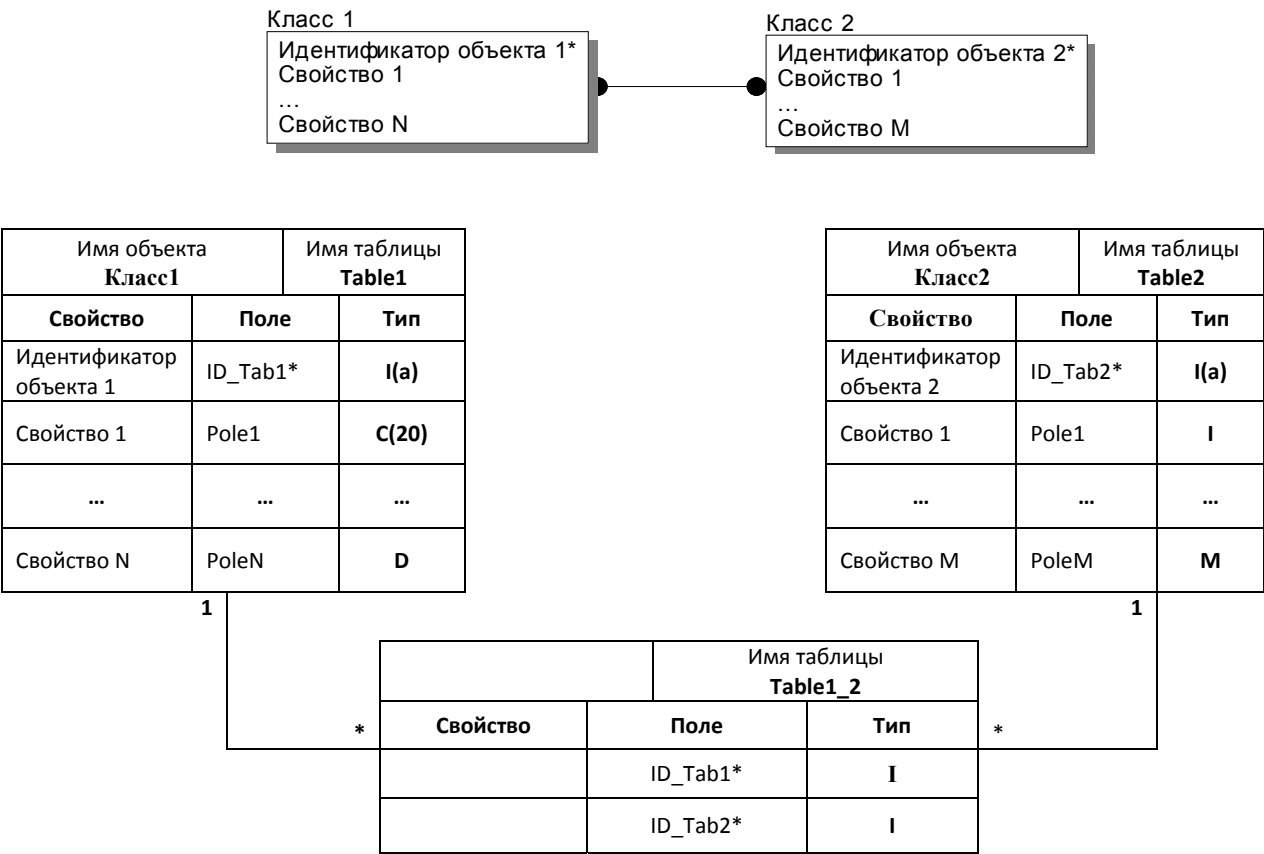 Класс 1
Идентификатор объекта 1*
Свойство 1
...
Свойство N
Класс 2
Идентификатор объекта 2*
Свойство 1
...
Свойство M
Имя объекта
Класс1
Имя таблицы
Table1
Свойство Поле Тип
Идентификатор
объекта 1
ID_Tab1* I(a)
Свойство 1 Pole1 C(20)
... ... ...
Свойство N PoleN D
1
Имя объекта
Класс2
Имя таблицы
Table2
Свойство Поле Тип
Идентификатор
объекта 2
ID_Tab2* I(a)
Свойство 1 Pole1 I
... ... ...
Свойство M PoleM M
1
Имя таблицы
Table1_2
* Свойство Поле Тип *
ID_Tab1* I
ID_Tab2* I